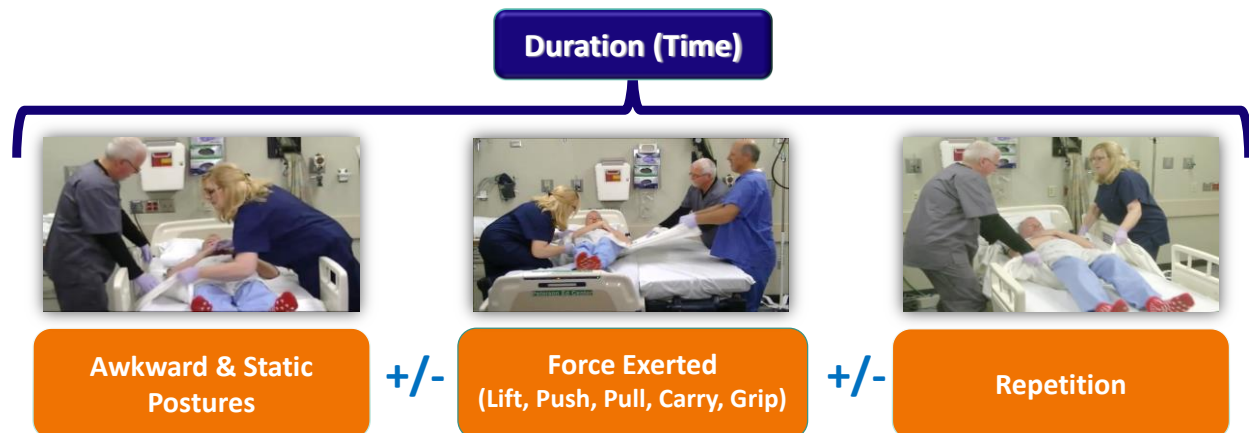 Duration (Time)
Awkward & Static
Postures
+/-
Force Exerted
(Lift, Push, Pull, Carry, Grip)
+/-
Repetition